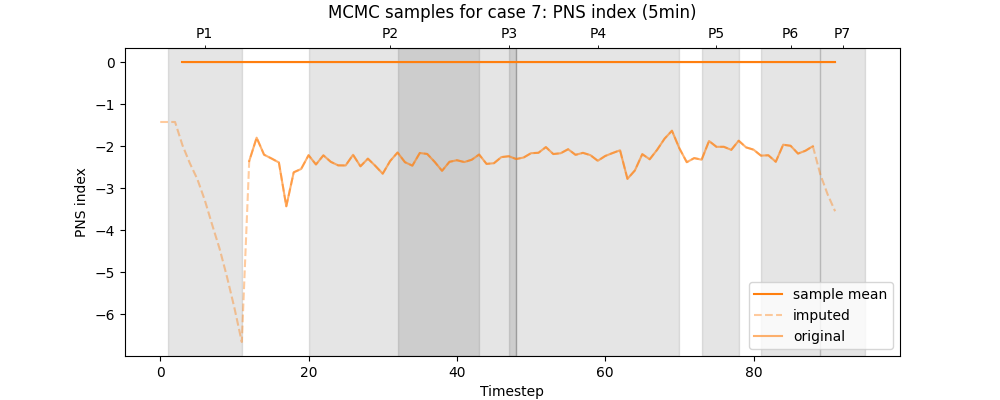 MCMC samples for case 7: PNS index (5min)
P1 P2 P3 P4 P5 P6 P7
0
−1
−2
−3
−4
−5
−6
PNS index
sample mean
imputed
original
0 20 40 60 80
Timestep